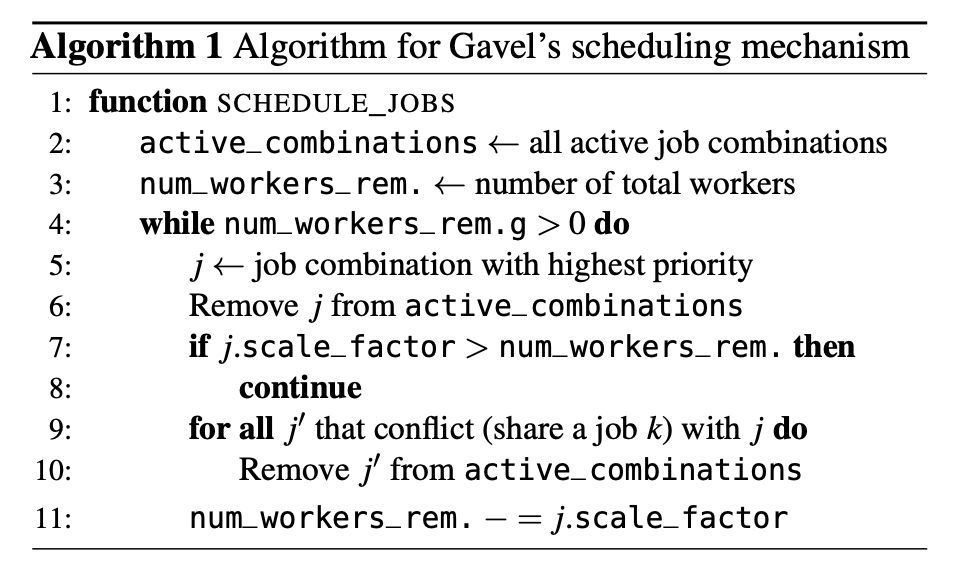 Algorithm 1 Algorithm for Gavel’s scheduling mechanism
1: function SCHEDULE_JOBS
2: active_combinations ← all active job combinations
3: num_workers_rem. ← number of total workers
4: while num_workers_rem.g > 0 do
5: j ← job combination with highest priority
6: Remove j from active_combinations
7: if j.scale_factor > num_workers_rem. then
8: continue
9: for all j′ that conflict (share a job k) with j do
10: Remove j′ from active_combinations
11: num_workers_rem. − = j.scale_factor